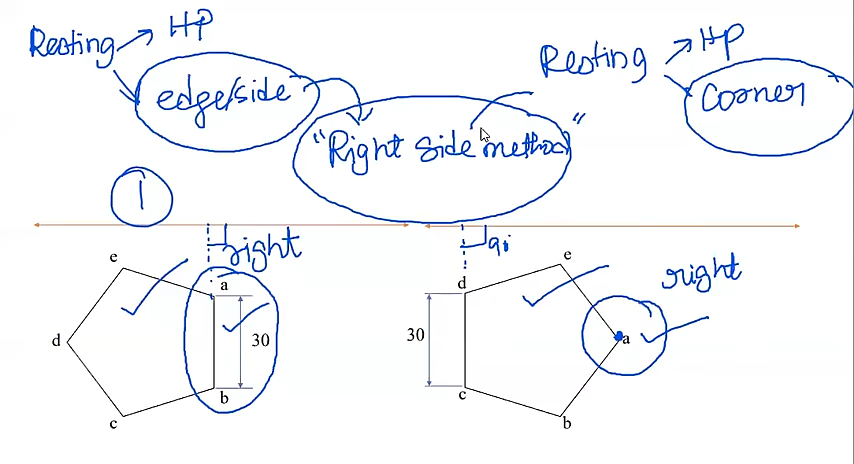 Resting → HP
edge/side
Resting → HP
Corner
"Right side method"
1
right
90
right
e
a
d
30
b
c
e
d
30
a
c
b